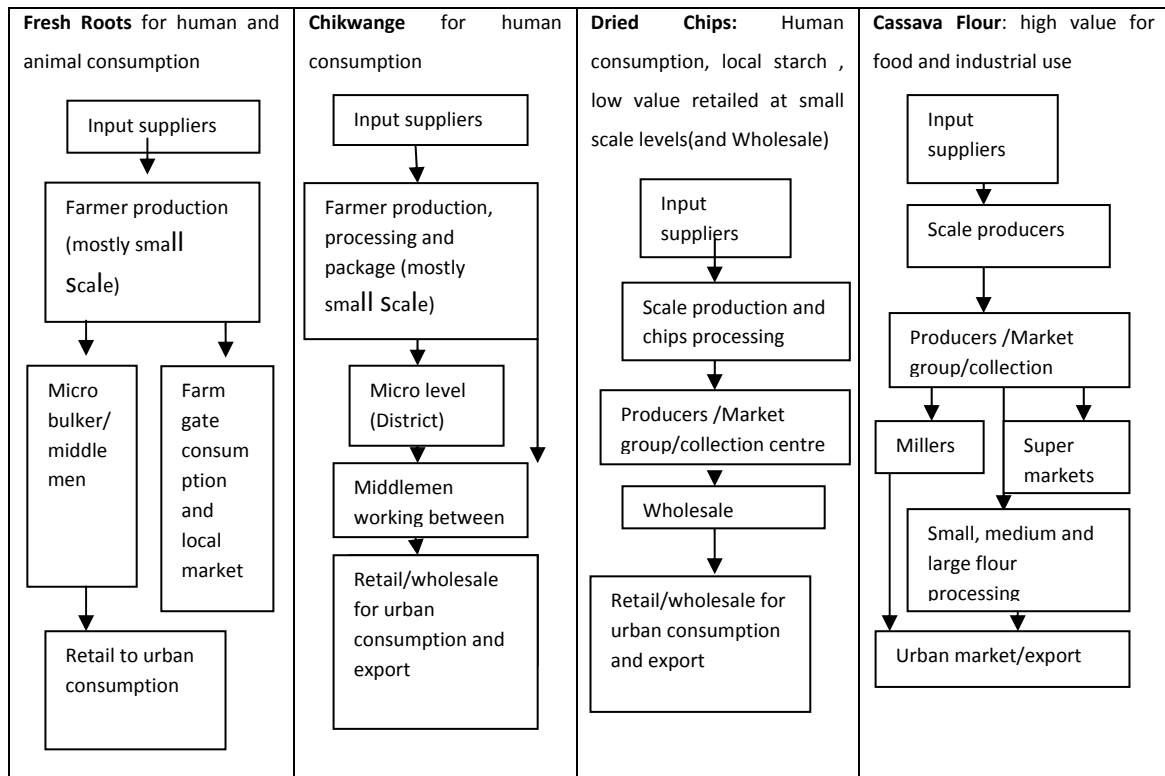 Fresh Roots for human and
animal consumption
Input suppliers
Farmer production
(mostly small
Scale)
Micro
bulker/
middle
men
Farm
gate
consum
ption
and
local
market
Retail to urban
consumption
Chikwange for human
consumption
Input suppliers
Farmer production,
processing and
package (mostly
small Scale)
Micro level
(District)
Middlemen
working between
Retail/wholesale
for urban
consumption and
export
Dried Chips: Human
consumption, local starch ,
low value retailed at small
scale levels(and Wholesale)
Input
suppliers
Scale production and
chips processing
Producers /Market
group/collection centre
Wholesale
Retail/wholesale for
urban consumption
and export
Cassava Flour: high value for
food and industrial use
Input
suppliers
Scale producers
Producers /Market
group/collection
Millers
Super
markets
Small, medium and
large flour
processing
Urban market/export